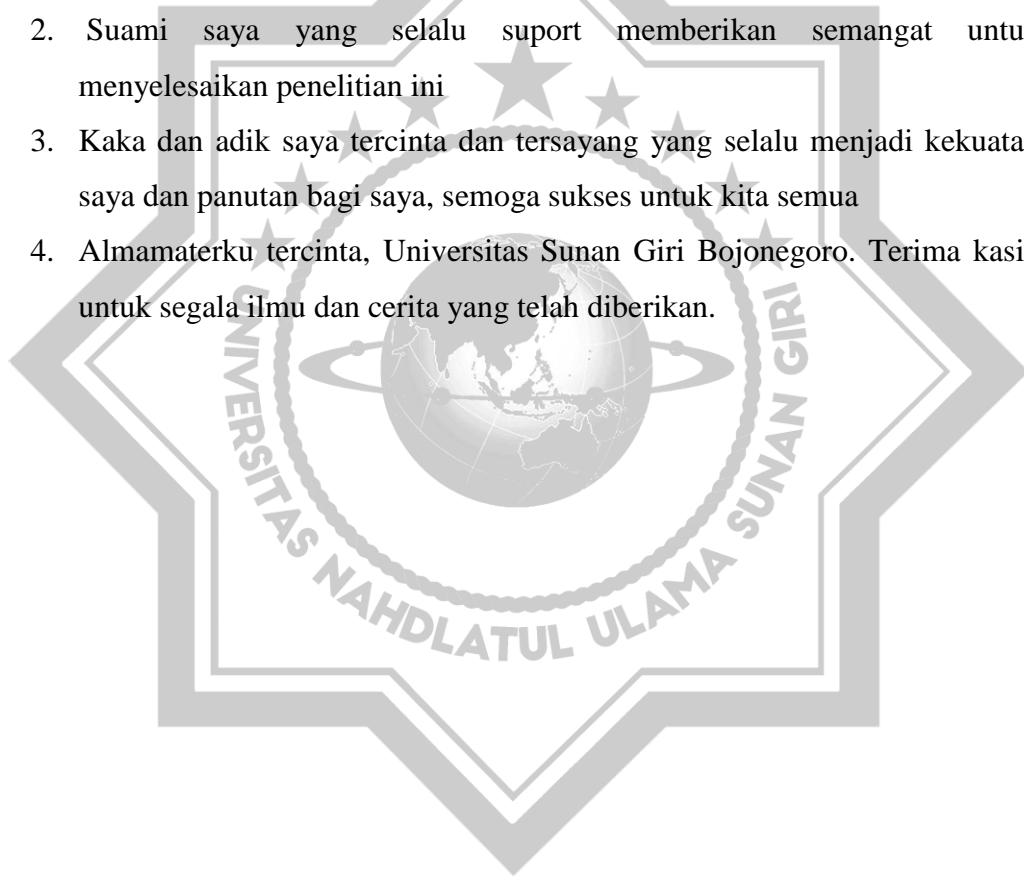 2. Suami saya yang selalu suport memberikan semangat untu
menyelesaikan penelitian ini
3. Kaka dan adik saya tercinta dan tersayang yang selalu menjadi kekuata
saya dan panutan bagi saya, semoga sukses untuk kita semua
4. Almamaterku tercinta, Universitas Sunan Giri Bojonegoro. Terima kasi
untuk segala ilmu dan cerita yang telah diberikan.
UNIVERSITAS NAHDLATUL ULAMA SUNAN GIRI